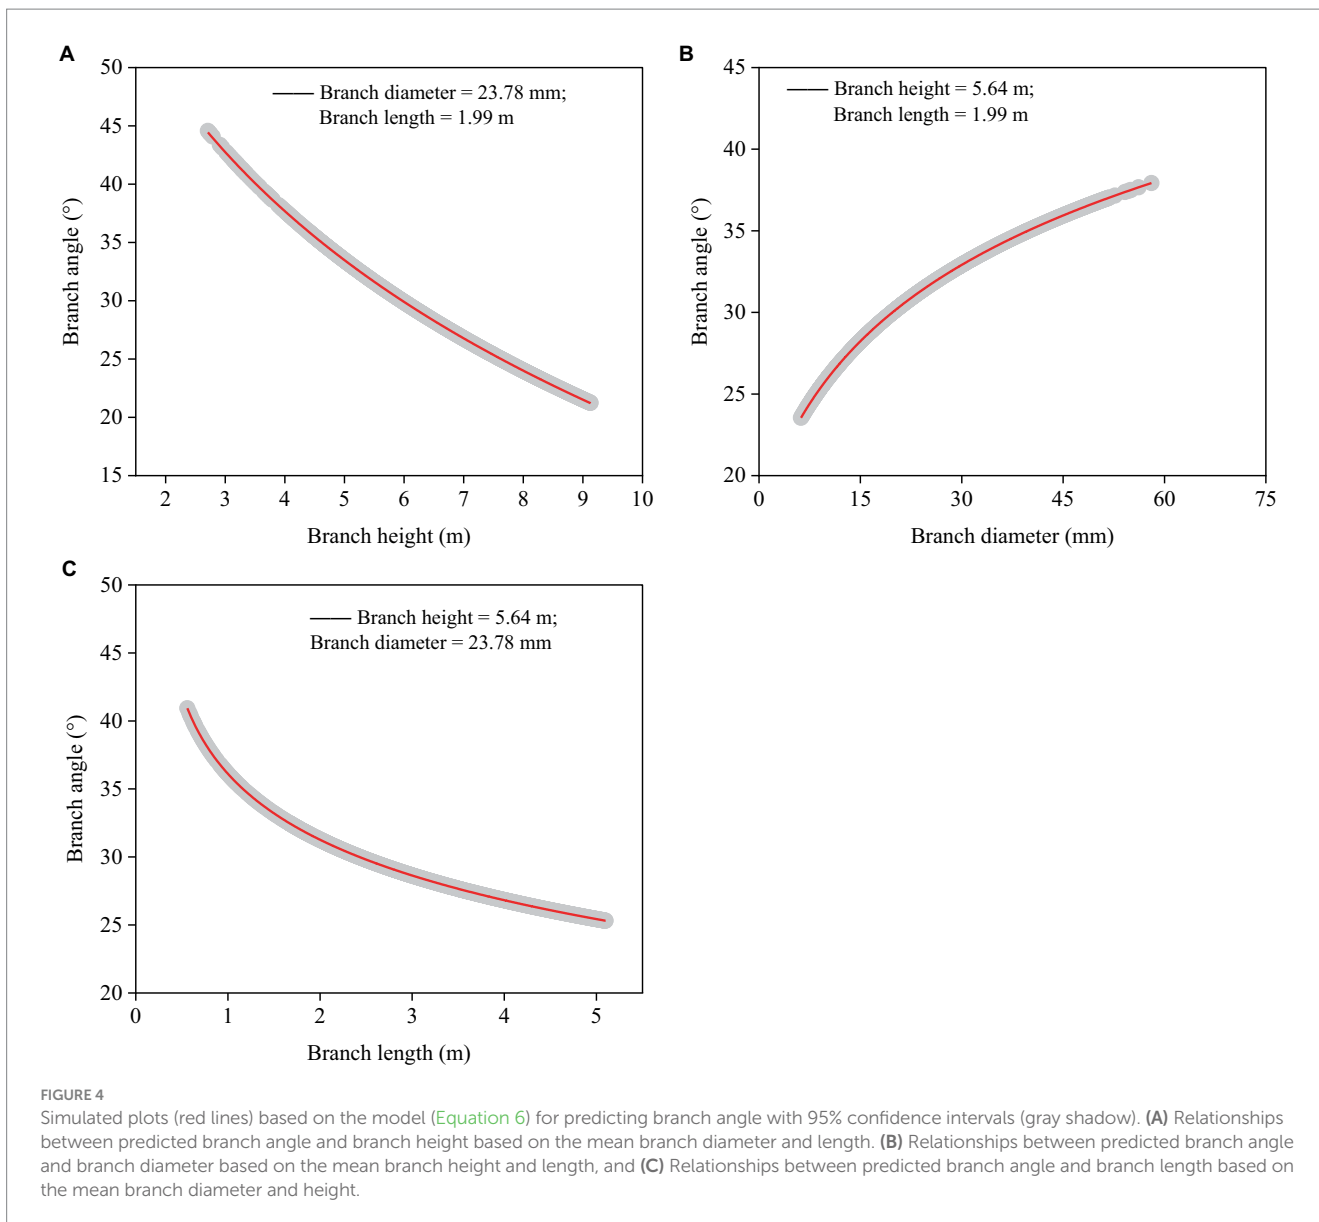 A
50
45
40
35
30
25
20
15
Branch angle (°)
—— Branch diameter = 23.78 mm;
Branch length = 1.99 m
2 3 4 5 6 7 8 9 10
Branch height (m)
B
45
40
35
30
25
20
Branch angle (°)
—— Branch height = 5.64 m;
Branch length = 1.99 m
0 15 30 45 60 75
Branch diameter (mm)
C
50
45
40
35
30
25
20
Branch angle (°)
—— Branch height = 5.64 m;
Branch diameter = 23.78 mm
0 1 2 3 4 5
Branch length (m)
FIGURE 4
Simulated plots (red lines) based on the model (Equation 6) for predicting branch angle with 95% confidence intervals (gray shadow). (A) Relationships
between predicted branch angle and branch height based on the mean branch diameter and length. (B) Relationships between predicted branch angle
and branch diameter based on the mean branch height and length, and (C) Relationships between predicted branch angle and branch length based on
the mean branch diameter and height.